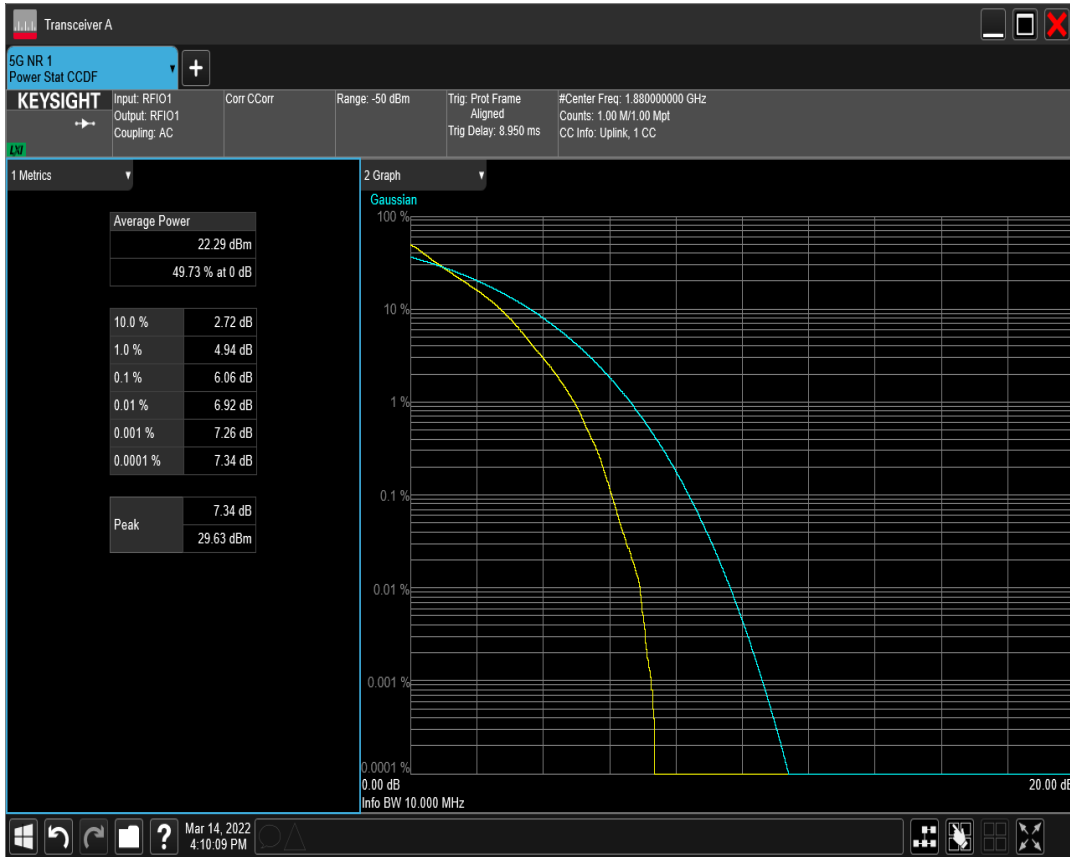 Transceiver A
5G NR 1
Power Stat CCDF
+
KEYSIGHT
LXI
Input: RFIO1
Output: RFIO1
Coupling: AC
Corr CCorr
Range: -50 dBm
Trig: Prot Frame
Aligned
Trig Delay: 8.950 ms
#Center Freq: 1.880000000 GHz
Counts: 1.00 M/1.00 Mpt
CC Info: Uplink, 1 CC
1 Metrics
Average Power
22.29 dBm
49.73 % at 0 dB
10.0 % 2.72 dB
1.0 % 4.94 dB
0.1 % 6.06 dB
0.01 % 6.92 dB
0.001 % 7.26 dB
0.0001 % 7.34 dB
Peak 7.34 dB
29.63 dBm
2 Graph
Gaussian
100 %
10 %
1 %
0.1 %
0.01 %
0.001 %
0.0001 %
0.00 dB 20.00 dB
Info BW 10.000 MHz
?
Mar 14, 2022
4:10:09 PM